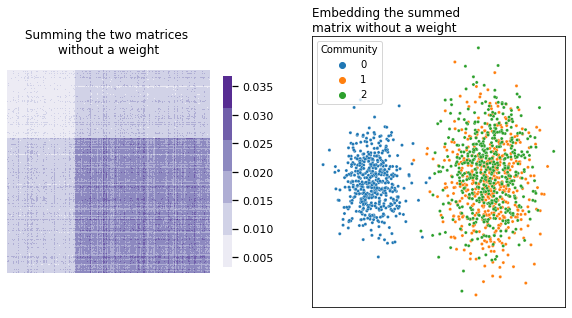 Summing the two matrices
without a weight
0.035
0.030
0.025
0.020
0.015
0.010
0.005
Embedding the summed
matrix without a weight
Community
0
1
2